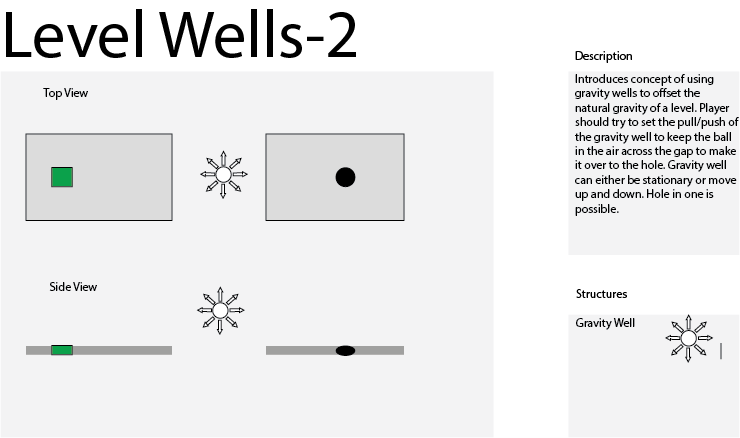 Level Wells-2
Description
Top View
Introduces concept of using
gravity wells to offset the
natural gravity of a level. Player
should try to set the pull/push of
the gravity well to keep the ball
in the air across the gap to make
it over to the hole. Gravity well
can either be stationary or move
up and down. Hole in one is
possible.
Side View
Structures
Gravity Well